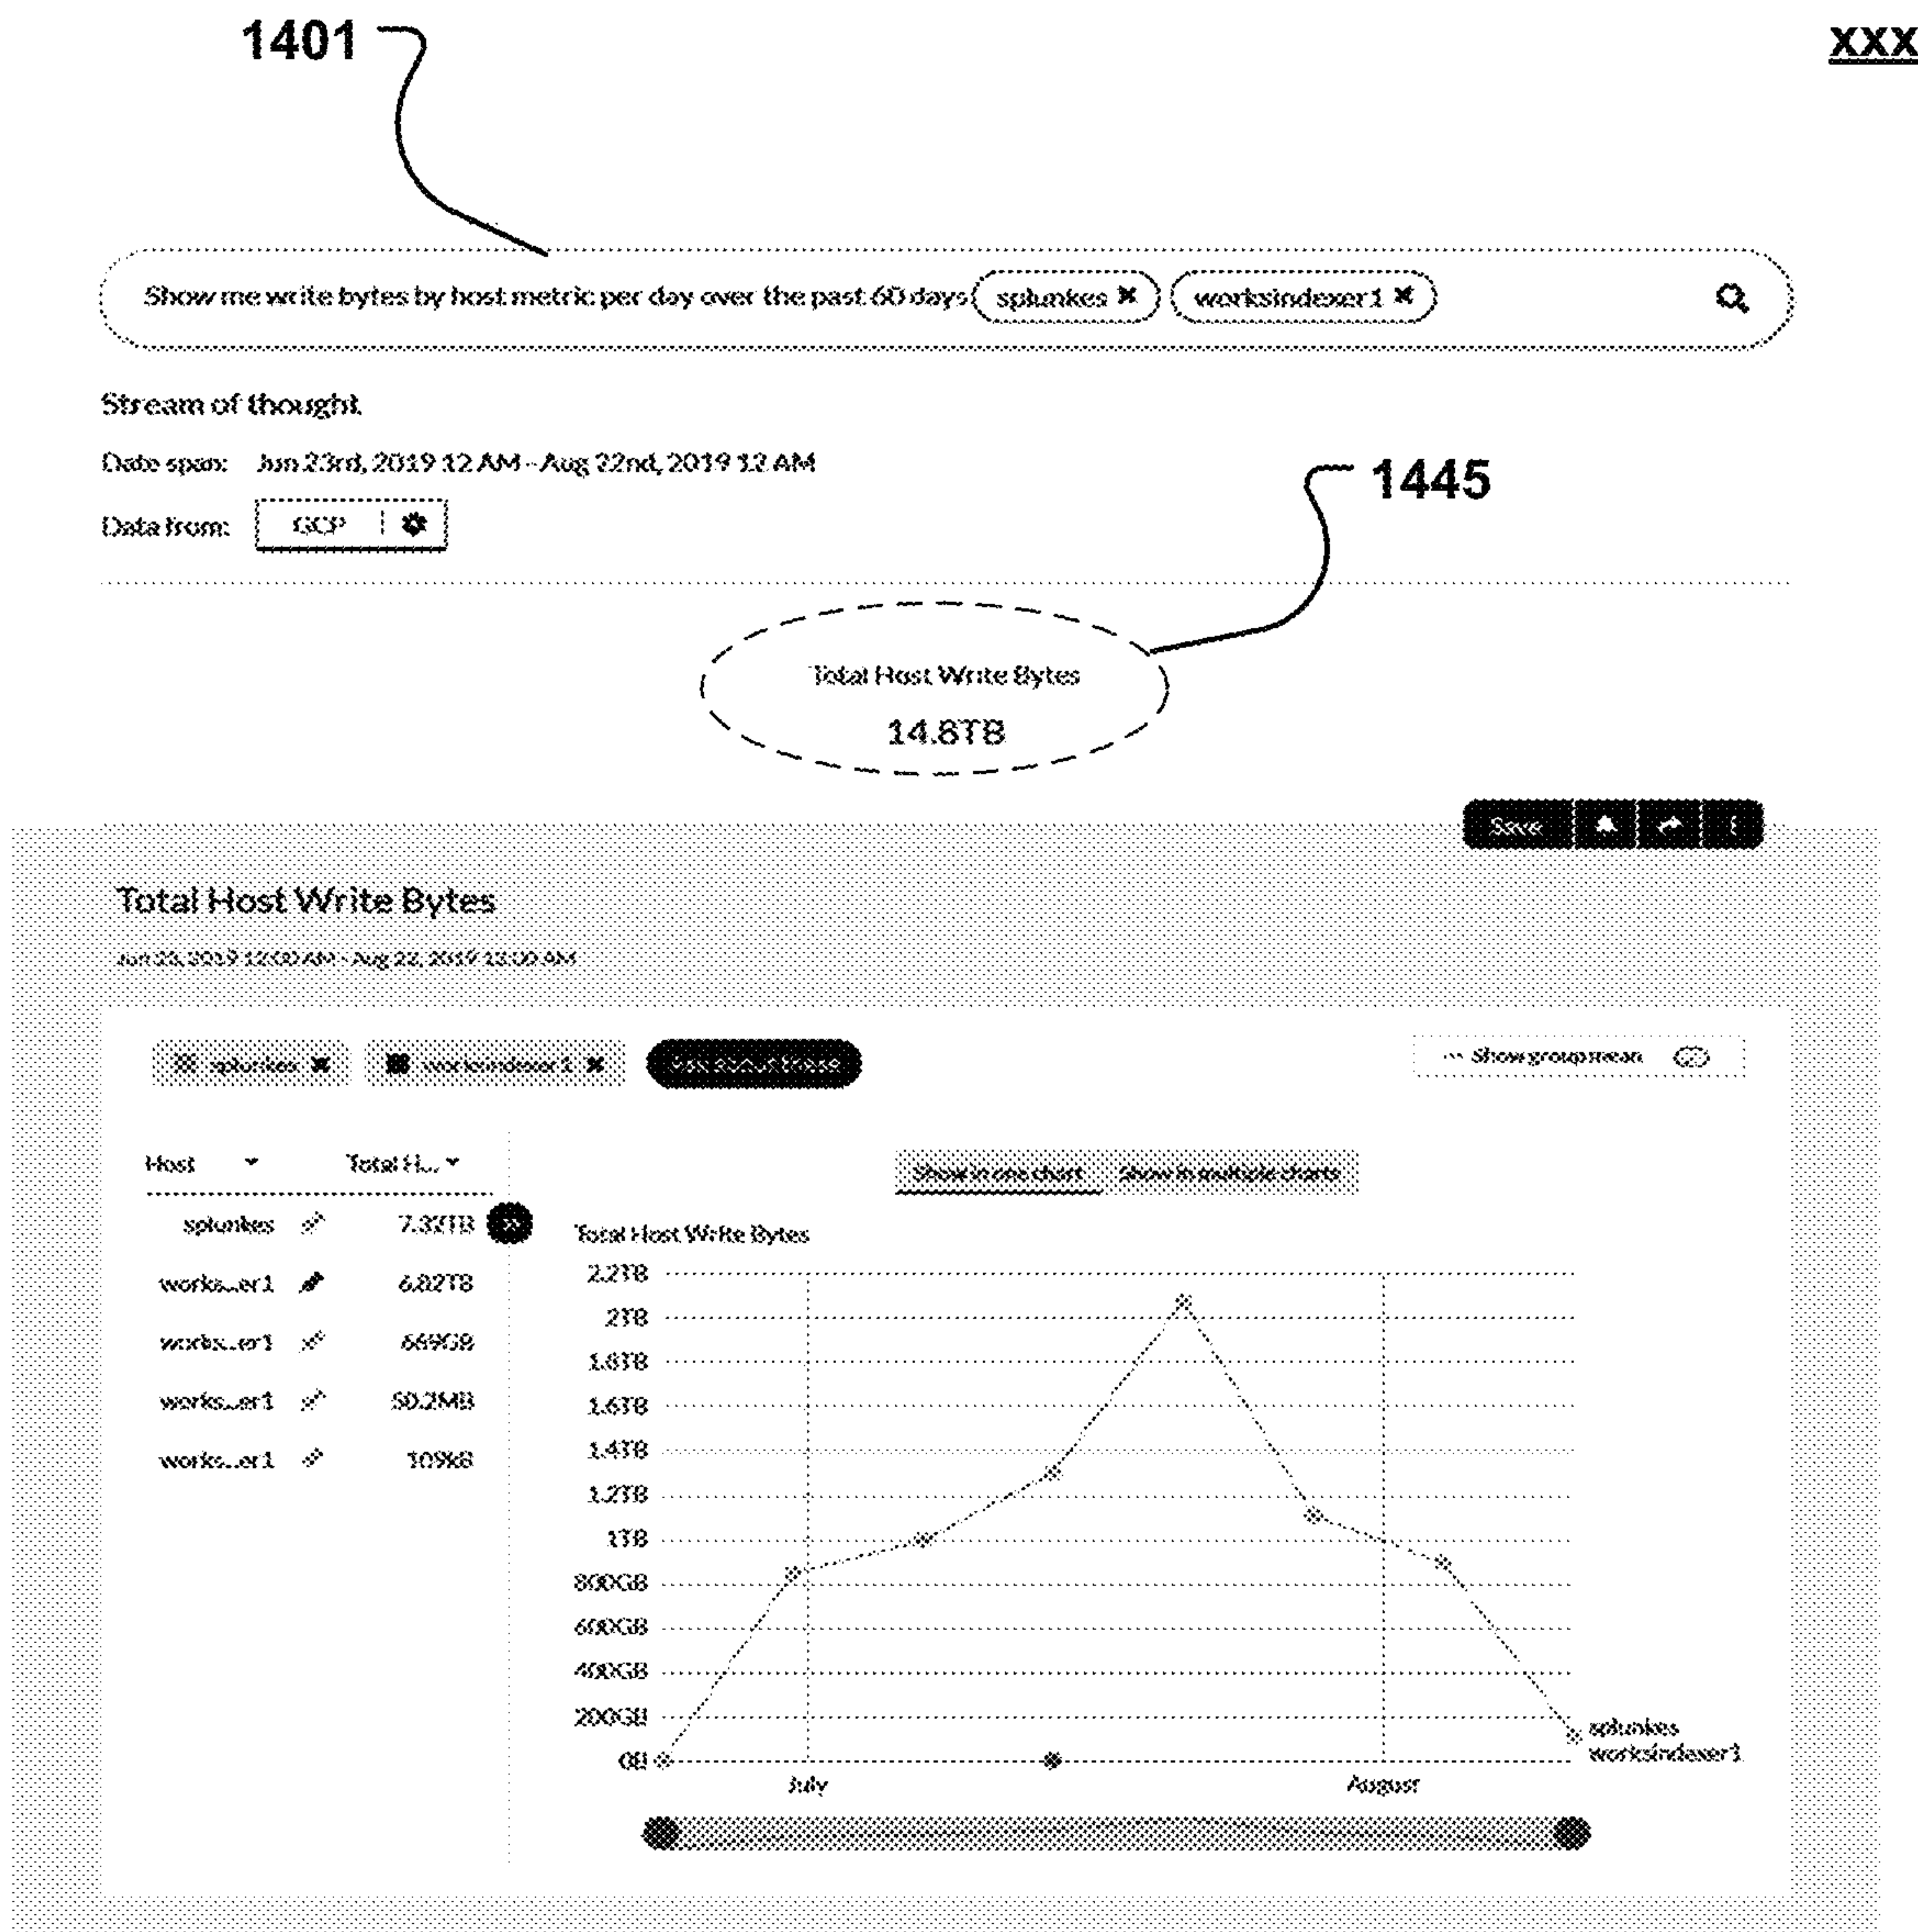 1401
XXX
Show me write bytes by host metric per day over the past 60 days splunkes ✖ worksindexer1 ✖
Stream of thought
Date span: Jun 23rd, 2019 12 AM - Aug 22nd, 2019 12 AM
Data from: GCP
1445
Total Host Write Bytes
14.8TB
Save
Total Host Write Bytes
Jun 23, 2019 12:00 AM - Aug 22, 2019 12:00 AM
splunkes ✖ worksindexer1 ✖
Show group mean
Host Total H...
splunkes 7.32TB
works...er1 6.82TB
works...er1 669GB
works...er1 50.2MB
works...er1 109kB
Show in one chart Show in multiple charts
Total Host Write Bytes
2.2TB
2TB
1.8TB
1.6TB
1.4TB
1.2TB
1TB
800GB
600GB
400GB
200GB
0B
splunkes
worksindexer1
July August